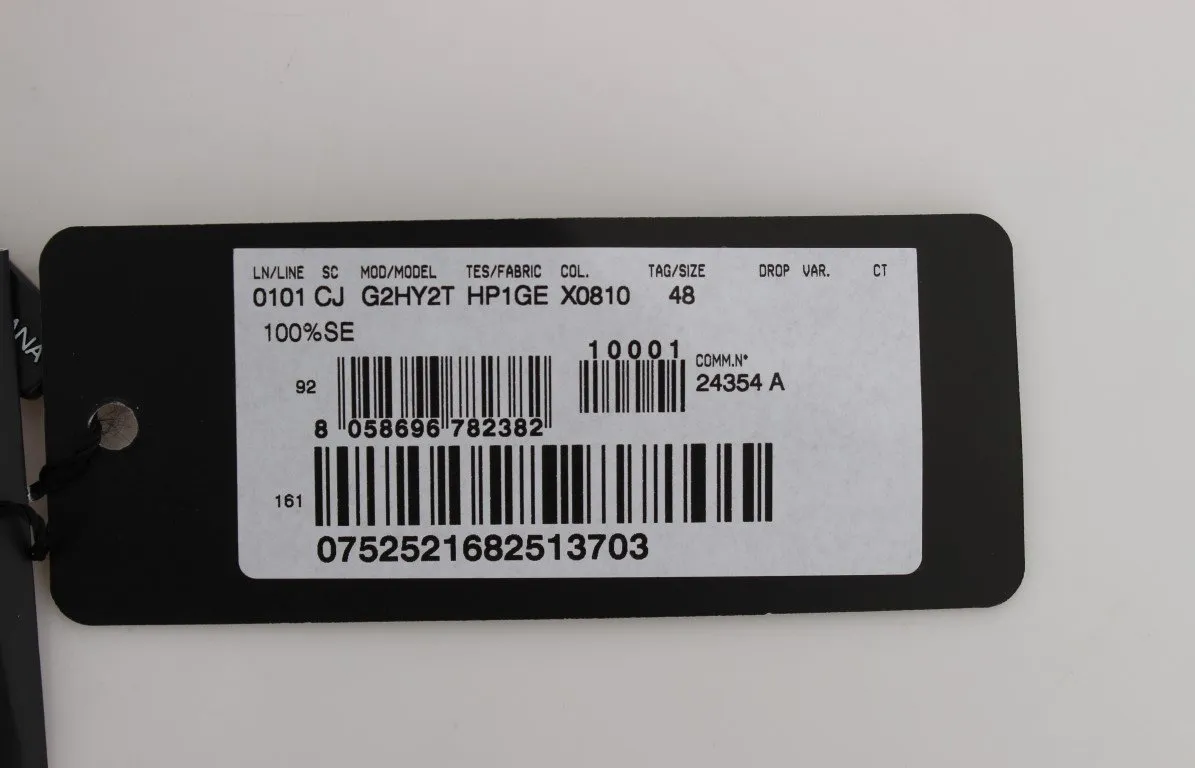 LN/LINE SC MOD/MODEL TES/FABRIC COL. TAG/SIZE DROP VAR. CT
0101 CJ G2HY2T HP1GE X0810 48
100%SE
10001
COMM.N°
92
24354 A
8 058696 782382
161
0752521682513703
ANA